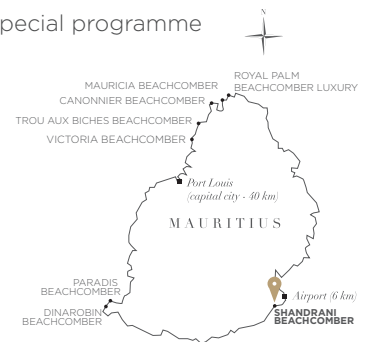 pecial programme
N
ROYAL PALM
BEACHCOMBER LUXURY
MAURICIA BEACHCOMBER
CANONNIER BEACHCOMBER
TROU AUX BICHES BEACHCOMBER
VICTORIA BEACHCOMBER
Port Louis
(capital city - 40 km)
MAURITIUS
PARADIS
BEACHCOMBER
DINAROBIN
BEACHCOMBER
Airport (6 km)
SHANDRANI
BEACHCOMBER